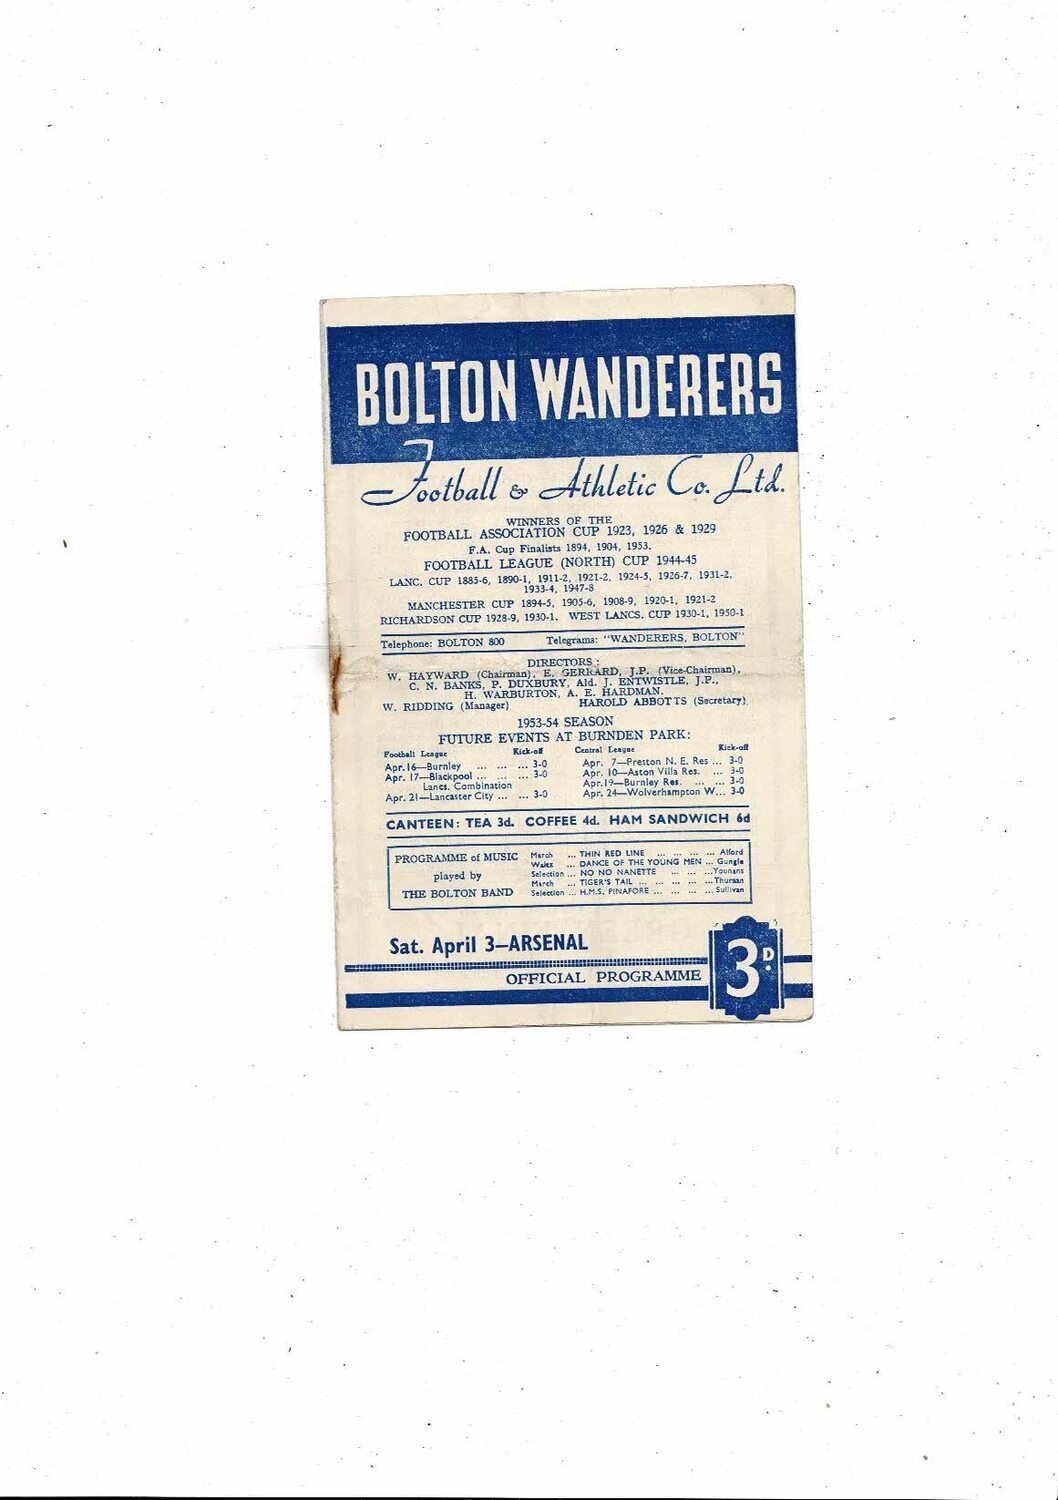 BOLTON WANDERERS
Football & Athletic Co. Ltd.
WINNERS OF THE
FOOTBALL ASSOCIATION CUP 1923, 1926 & 1929
F.A. Cup Finalists 1894, 1904, 1953.
FOOTBALL LEAGUE (NORTH) CUP 1944-45
LANC. CUP 1885-6, 1890-1, 1911-2, 1921-2, 1924-5, 1926-7, 1931-2,
1933-4, 1947-8
MANCHESTER CUP 1894-5, 1905-6, 1908-9, 1920-1, 1921-2
RICHARDSON CUP 1928-9, 1930-1. WEST LANCS. CUP 1930-1, 1950-1
Telephone: BOLTON 800 Telegrams: "WANDERERS, BOLTON"
DIRECTORS :
W. HAYWARD (Chairman), E. GERRARD, J.P. (Vice-Chairman),
C. N. BANKS, P. DUXBURY, Ald. J. ENTWISTLE, J.P.,
H. WARBURTON, A. E. HARDMAN.
W. RIDDING (Manager) HAROLD ABBOTTS (Secretary)
1953-54 SEASON
FUTURE EVENTS AT BURNDEN PARK:
Football League Kick-off
Apr. 16—Burnley ... ... ... 3-0
Apr. 17—Blackpool ... ... ... 3-0
Lancs. Combination
Apr. 21—Lancaster City ... ... 3-0
Central League Kick-off
Apr. 7—Preston N. E. Res ... 3-0
Apr. 10—Aston Villa Res. ... 3-0
Apr. 19—Burnley Res. ... ... 3-0
Apr. 24—Wolverhampton W... 3-0
CANTEEN: TEA 3d. COFFEE 4d. HAM SANDWICH 6d
PROGRAMME of MUSIC
played by
THE BOLTON BAND
March ... THIN RED LINE ... ... ... ... Alford
Waltz ... DANCE OF THE YOUNG MEN ... Gungle
Selection ... NO NO NANETTE ... ... ... Youmans
March ... TIGER'S TAIL ... ... ... ... Thurban
Selection ... H.M.S. PINAFORE ... ... ... ... Sullivan
Sat. April 3—ARSENAL
OFFICIAL PROGRAMME
3D.